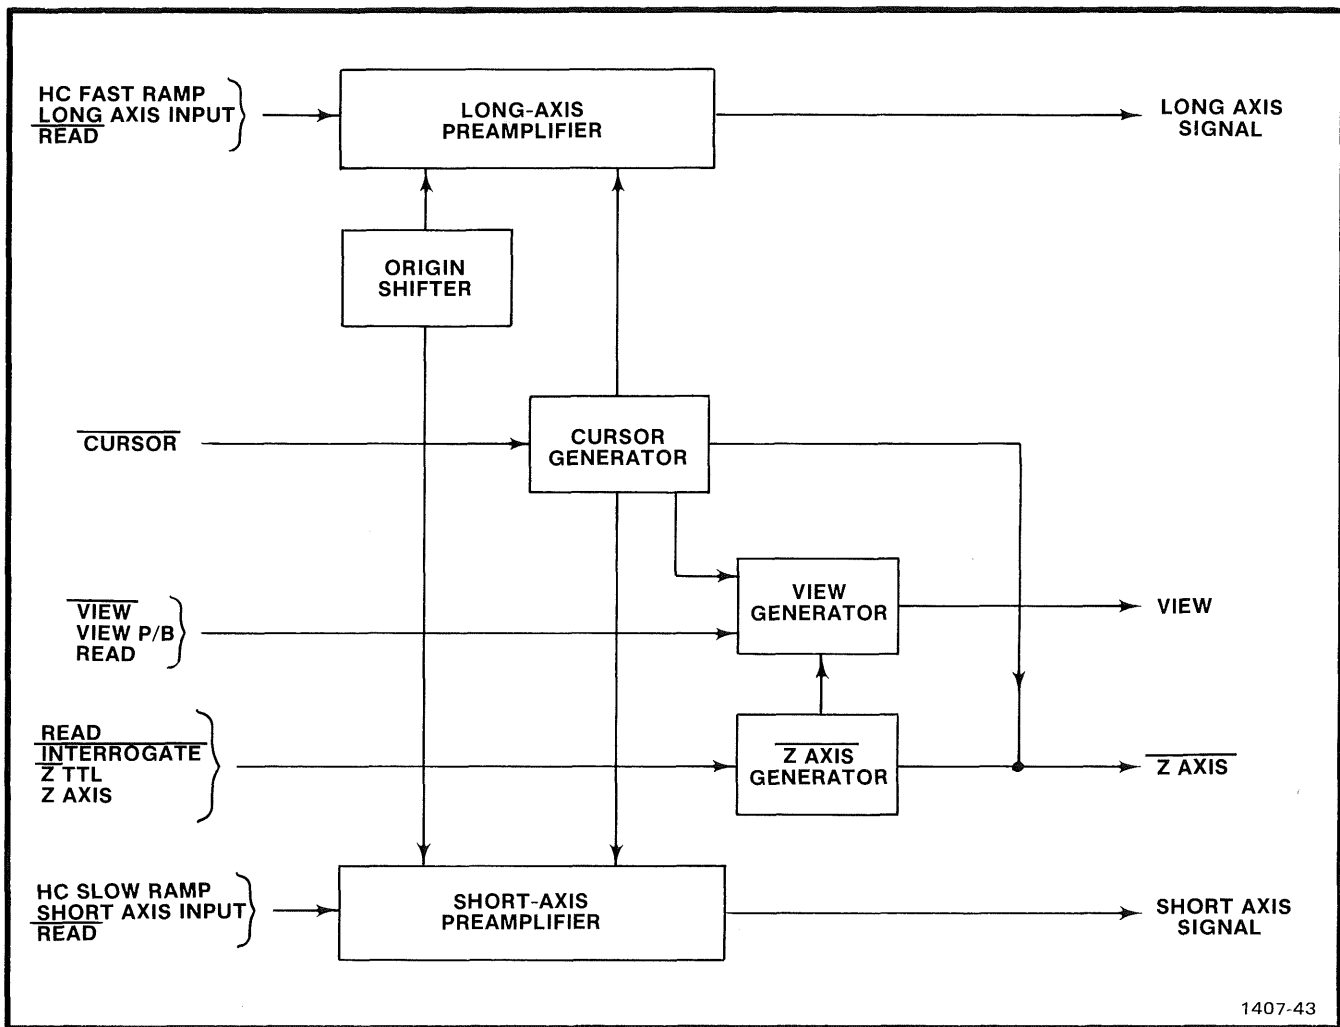 HC FAST RAMP
LONG AXIS INPUT
READ
LONG-AXIS
PREAMPLIFIER
LONG AXIS
SIGNAL
ORIGIN
SHIFTER
CURSOR
CURSOR
GENERATOR
VIEW
VIEW P/B
READ
VIEW
GENERATOR
VIEW
READ
INTERROGATE
Z TTL
Z AXIS
Z AXIS
GENERATOR
Z AXIS
HC SLOW RAMP
SHORT AXIS INPUT
READ
SHORT-AXIS
PREAMPLIFIER
SHORT AXIS
SIGNAL
1407-43